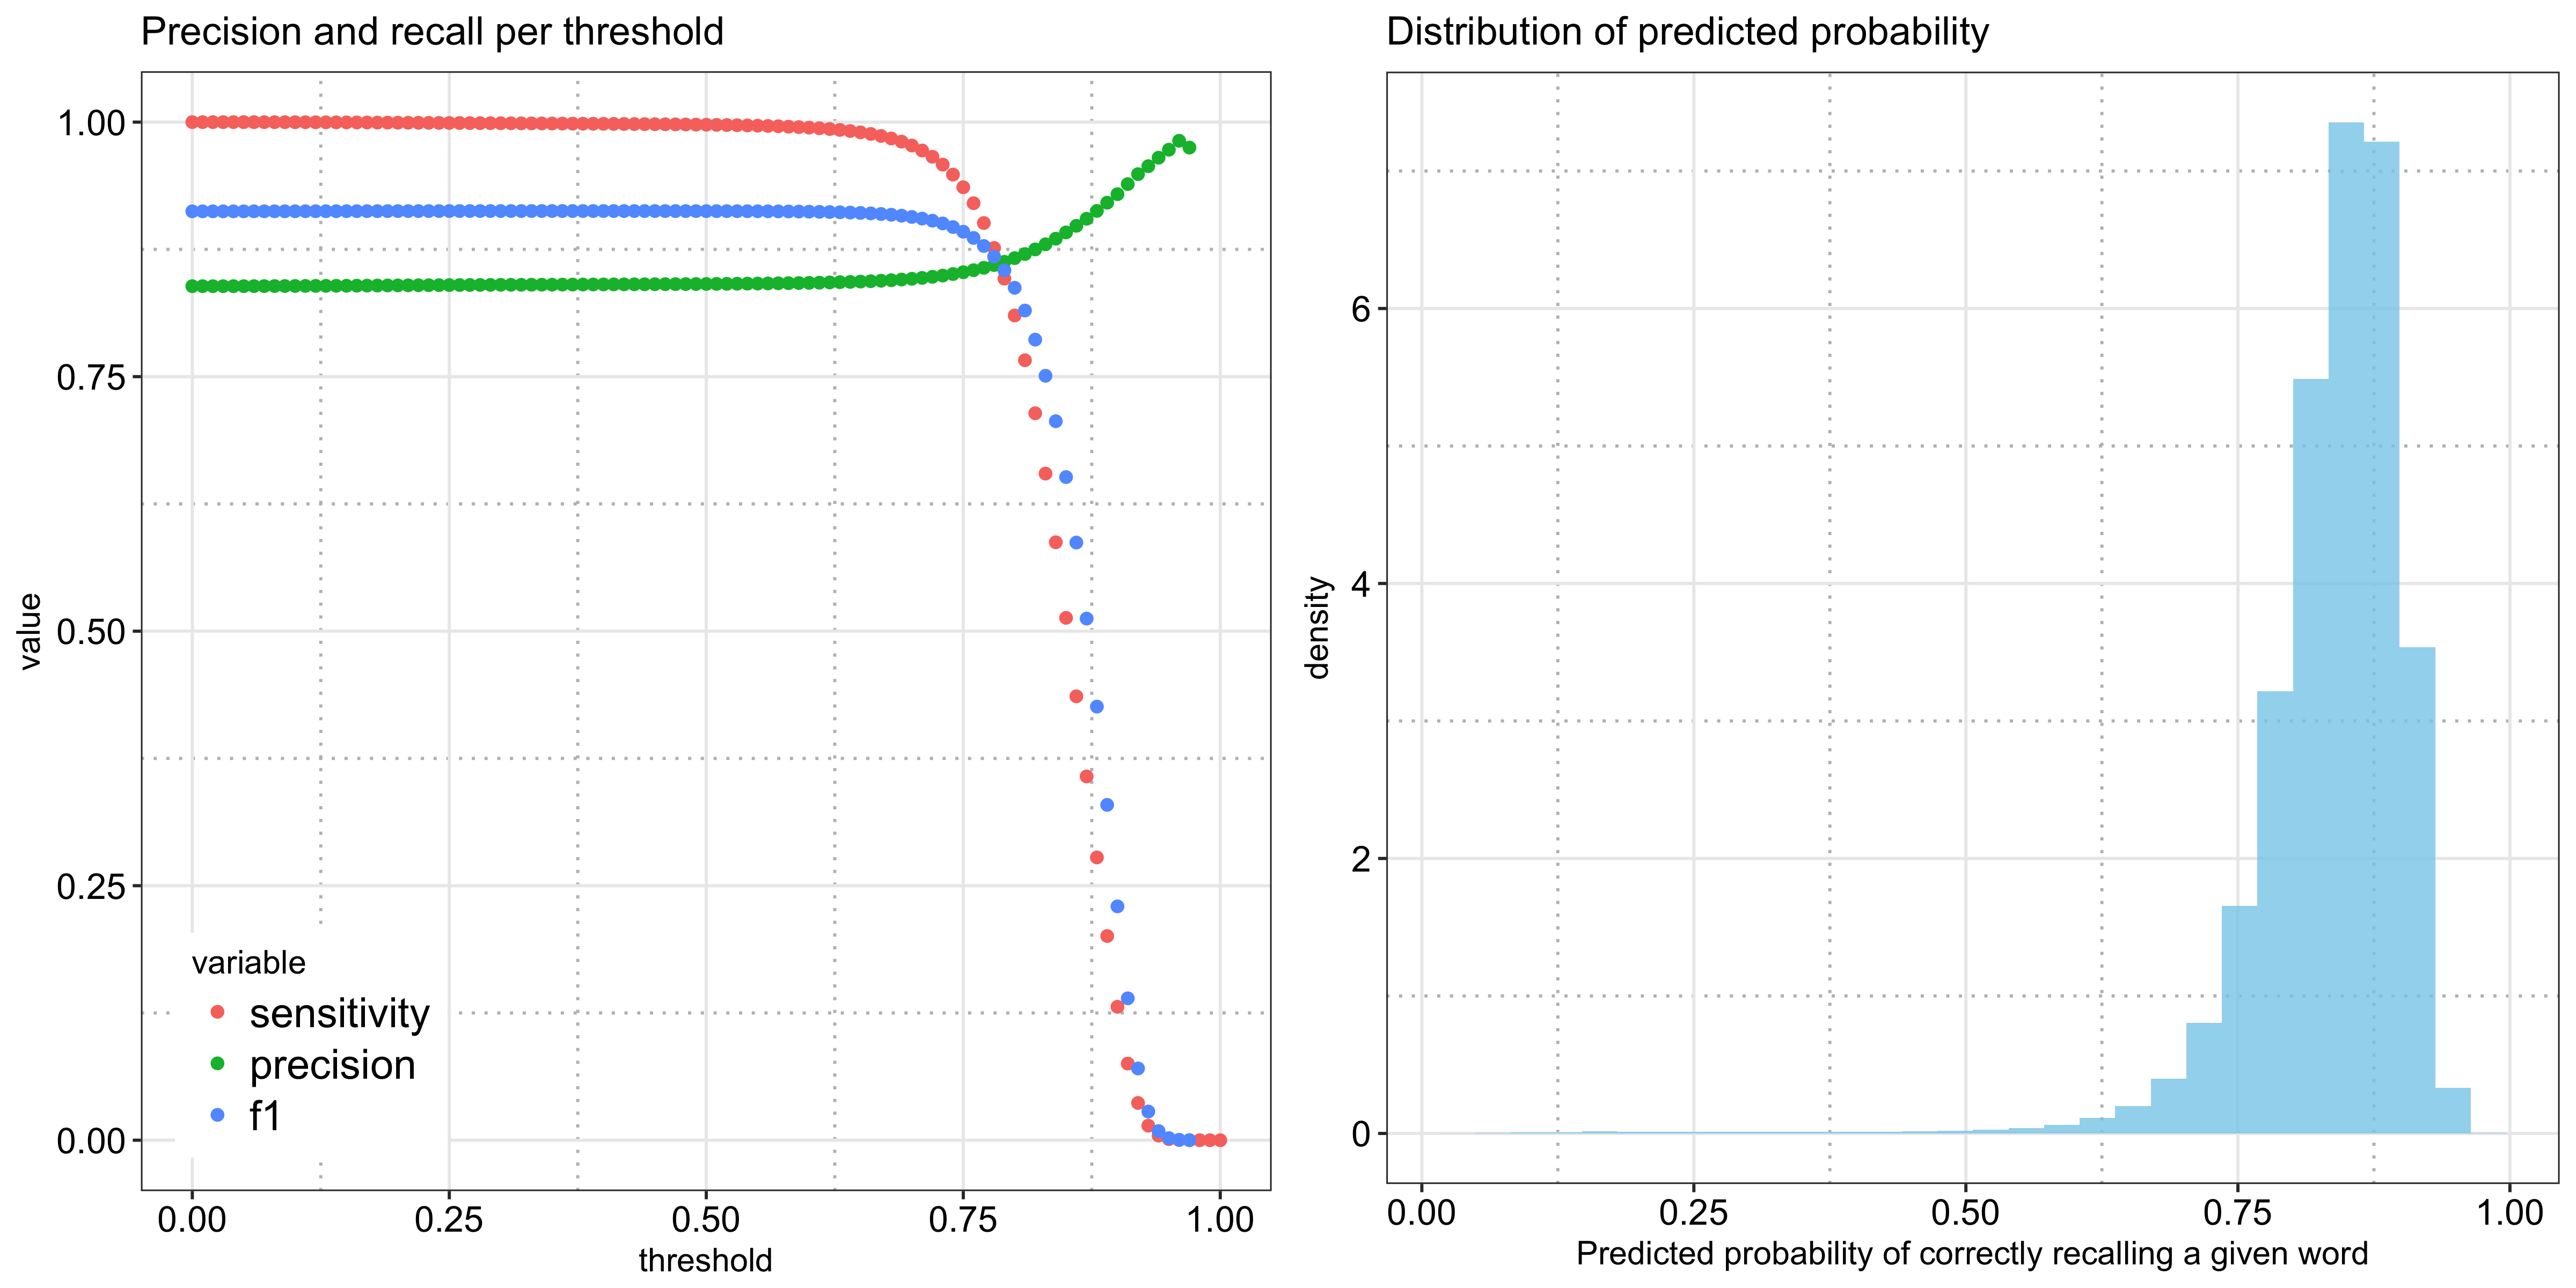 Precision and recall per threshold
1.00
0.75
0.50
0.25
0.00
value
variable
sensitivity
precision
f1
0.00 0.25 0.50 0.75 1.00
threshold
Distribution of predicted probability
6
4
2
0
density
0.00 0.25 0.50 0.75 1.00
Predicted probability of correctly recalling a given word